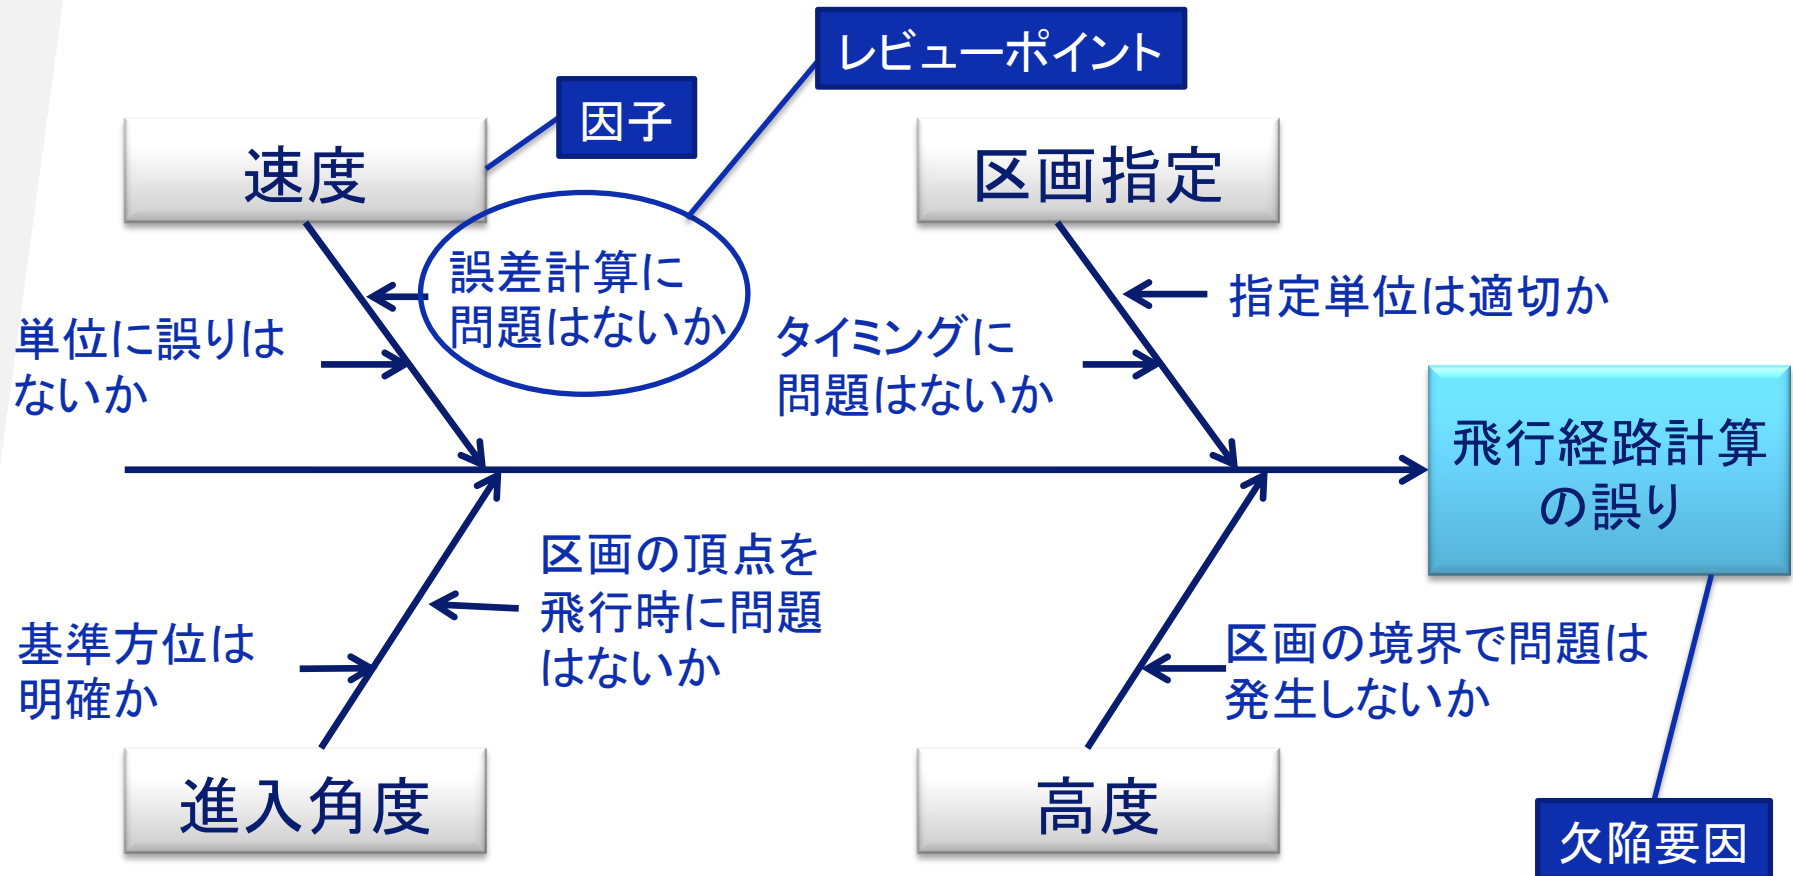 レビューポイント
因子
速度
区画指定
誤差計算に
問題はないか
指定単位は適切か
単位に誤りは
ないか
タイミングに
問題はないか
飛行経路計算
の誤り
区画の頂点を
飛行時に問題
はないか
基準方位は
明確か
区画の境界で問題は
発生しないか
進入角度
高度
欠陥要因